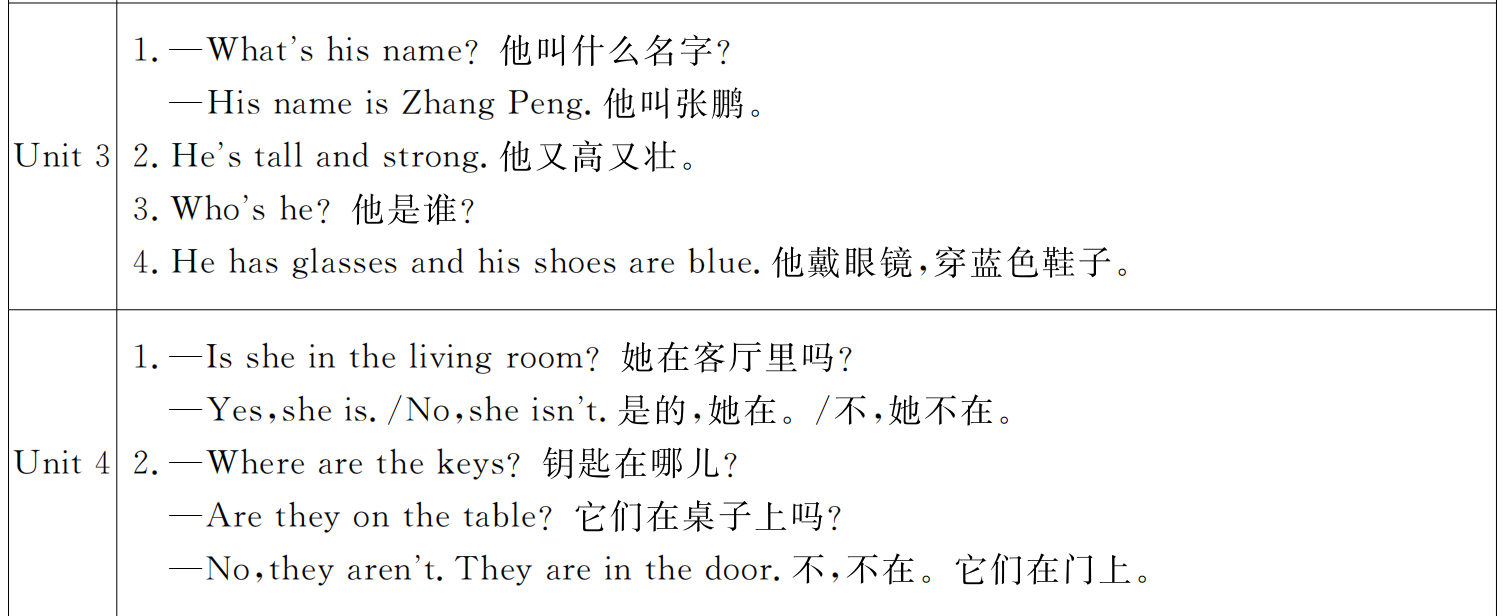 Unit 3
1. —What's his name? 他叫什么名字?
—His name is Zhang Peng. 他叫张鹏。
2. He's tall and strong. 他又高又壮。
3. Who's he? 他是谁?
4. He has glasses and his shoes are blue. 他戴眼镜,穿蓝色鞋子。
Unit 4
1. —Is she in the living room? 她在客厅里吗?
—Yes,she is. /No,she isn't. 是的,她在。/不,她不在。
2. —Where are the keys? 钥匙在哪儿?
—Are they on the table? 它们在桌子上吗?
—No,they aren't. They are in the door. 不,不在。它们在门上。